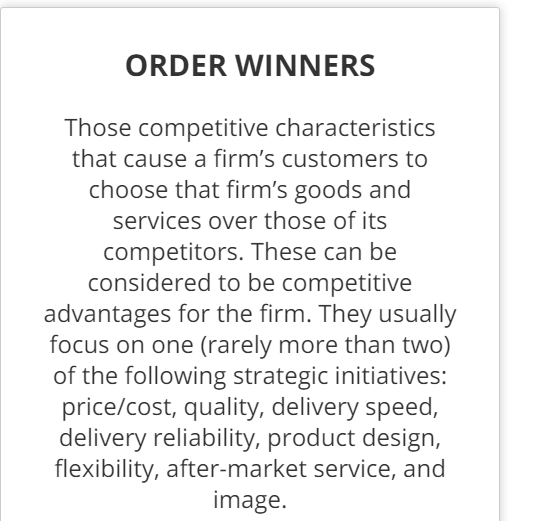 ORDER WINNERS
Those competitive characteristics
that cause a firm’s customers to
choose that firm’s goods and
services over those of its
competitors. These can be
considered to be competitive
advantages for the firm. They usually
focus on one (rarely more than two)
of the following strategic initiatives:
price/cost, quality, delivery speed,
delivery reliability, product design,
flexibility, after-market service, and
image.